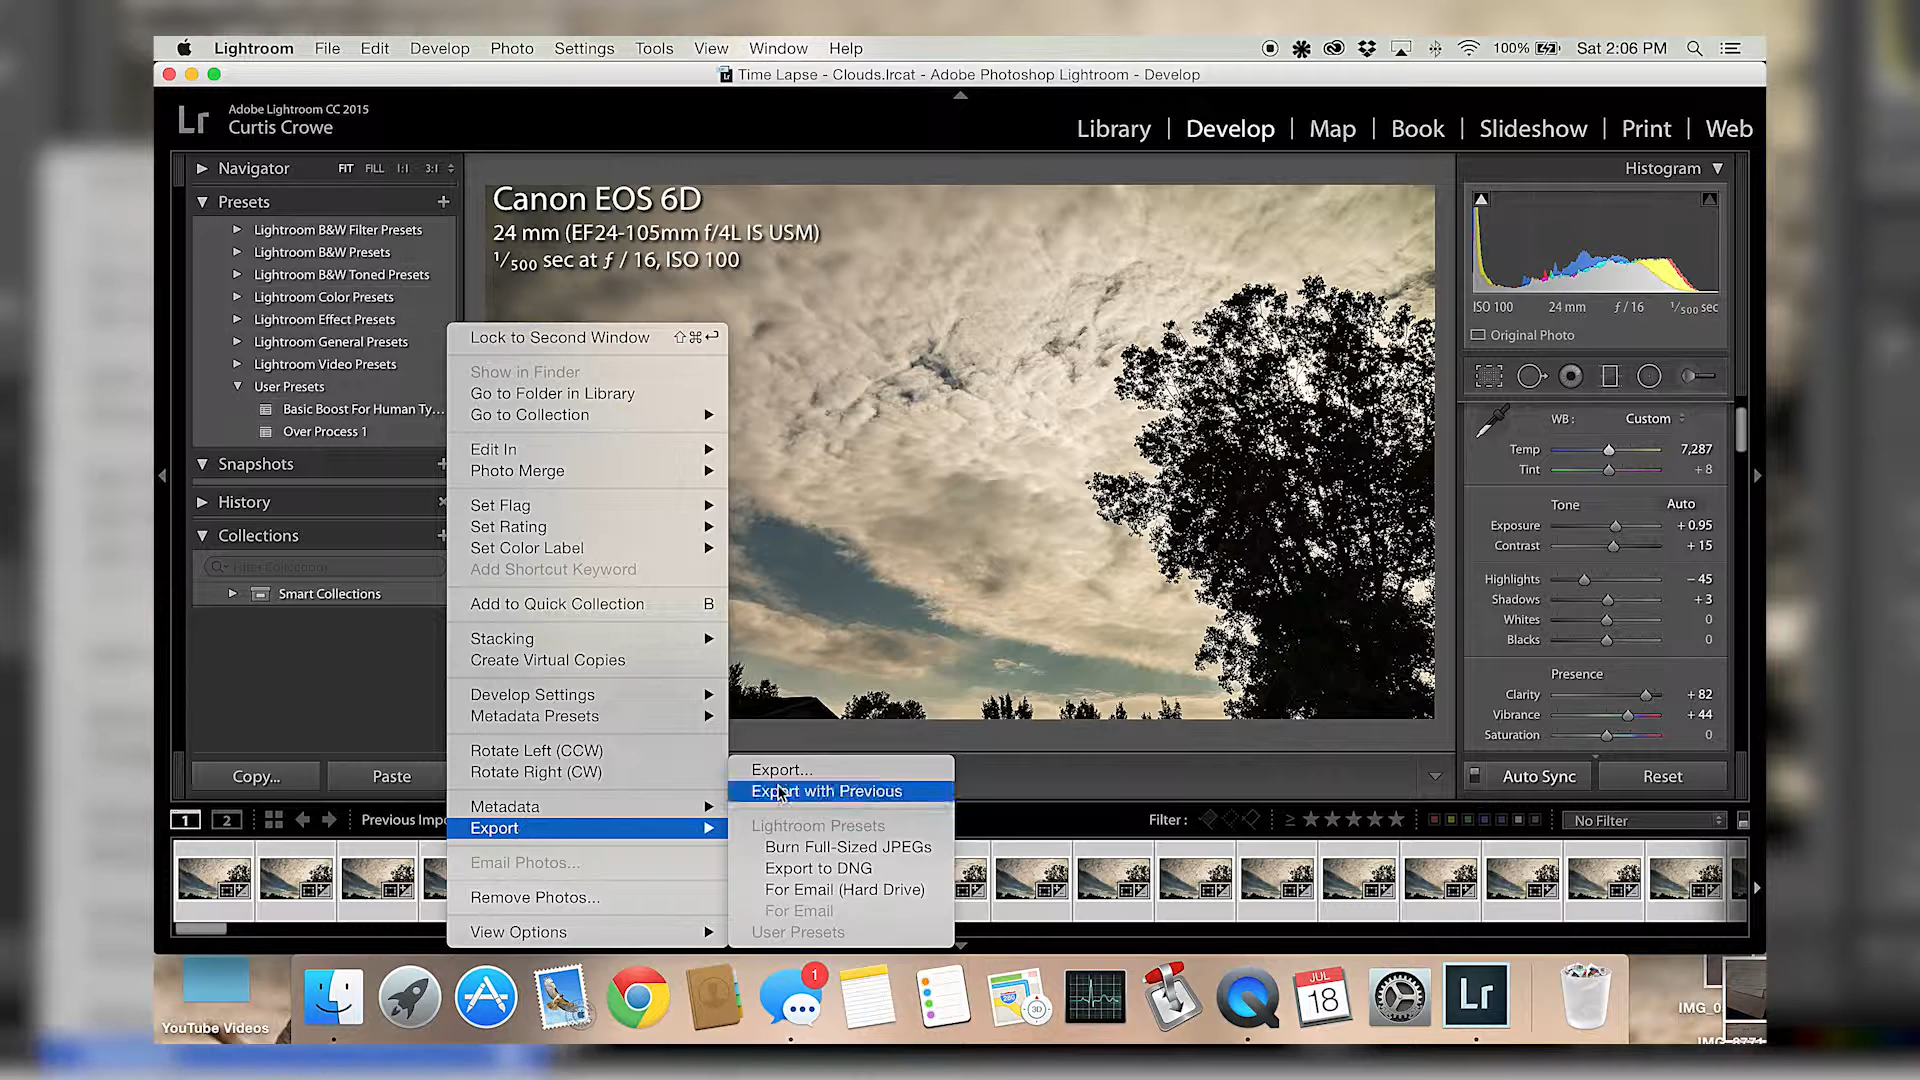 Lightroom File Edit Develop Photo Settings Tools View Window Help 100% Sat 2:06 PM
Time Lapse - Clouds.lrcat - Adobe Photoshop Lightroom - Develop
Lr Adobe Lightroom CC 2015
Curtis Crowe
Library | Develop | Map | Book | Slideshow | Print | Web
Navigator FIT FILL 1:1 3:1
Presets +
Lightroom B&W Filter Presets
Lightroom B&W Presets
Lightroom B&W Toned Presets
Lightroom Color Presets
Lightroom Effect Presets
Lightroom General Presets
Lightroom Video Presets
User Presets
Basic Boost For Human Ty...
Over Process 1
Snapshots +
History ×
Collections +
Filter Collections
Smart Collections
Copy... Paste
Canon EOS 6D
24 mm (EF24-105mm f/4L IS USM)
1/500 sec at ƒ / 16, ISO 100
Lock to Second Window ⇧⌘↩
Show in Finder
Go to Folder in Library
Go to Collection
Edit In
Photo Merge
Set Flag
Set Rating
Set Color Label
Add Shortcut Keyword
Add to Quick Collection B
Stacking
Create Virtual Copies
Develop Settings
Metadata Presets
Rotate Left (CCW)
Rotate Right (CW)
Metadata
Export
Email Photos...
Remove Photos...
View Options
Export...
Export with Previous
Lightroom Presets
Burn Full-Sized JPEGs
Export to DNG
For Email (Hard Drive)
For Email
User Presets
Histogram
ISO 100 24 mm ƒ / 16 1/500 sec
Original Photo
WB: Custom
Temp 7,287
Tint + 8
Tone Auto
Exposure + 0.95
Contrast + 15
Highlights − 45
Shadows + 3
Whites 0
Blacks 0
Presence
Clarity + 82
Vibrance + 44
Saturation 0
Auto Sync Reset
1 2 Previous Impo
Filter: ≥ ★★★★★ No Filter
YouTube Videos
1
280
3D
JUL
18
Lr
IMG_0
IMG_8771